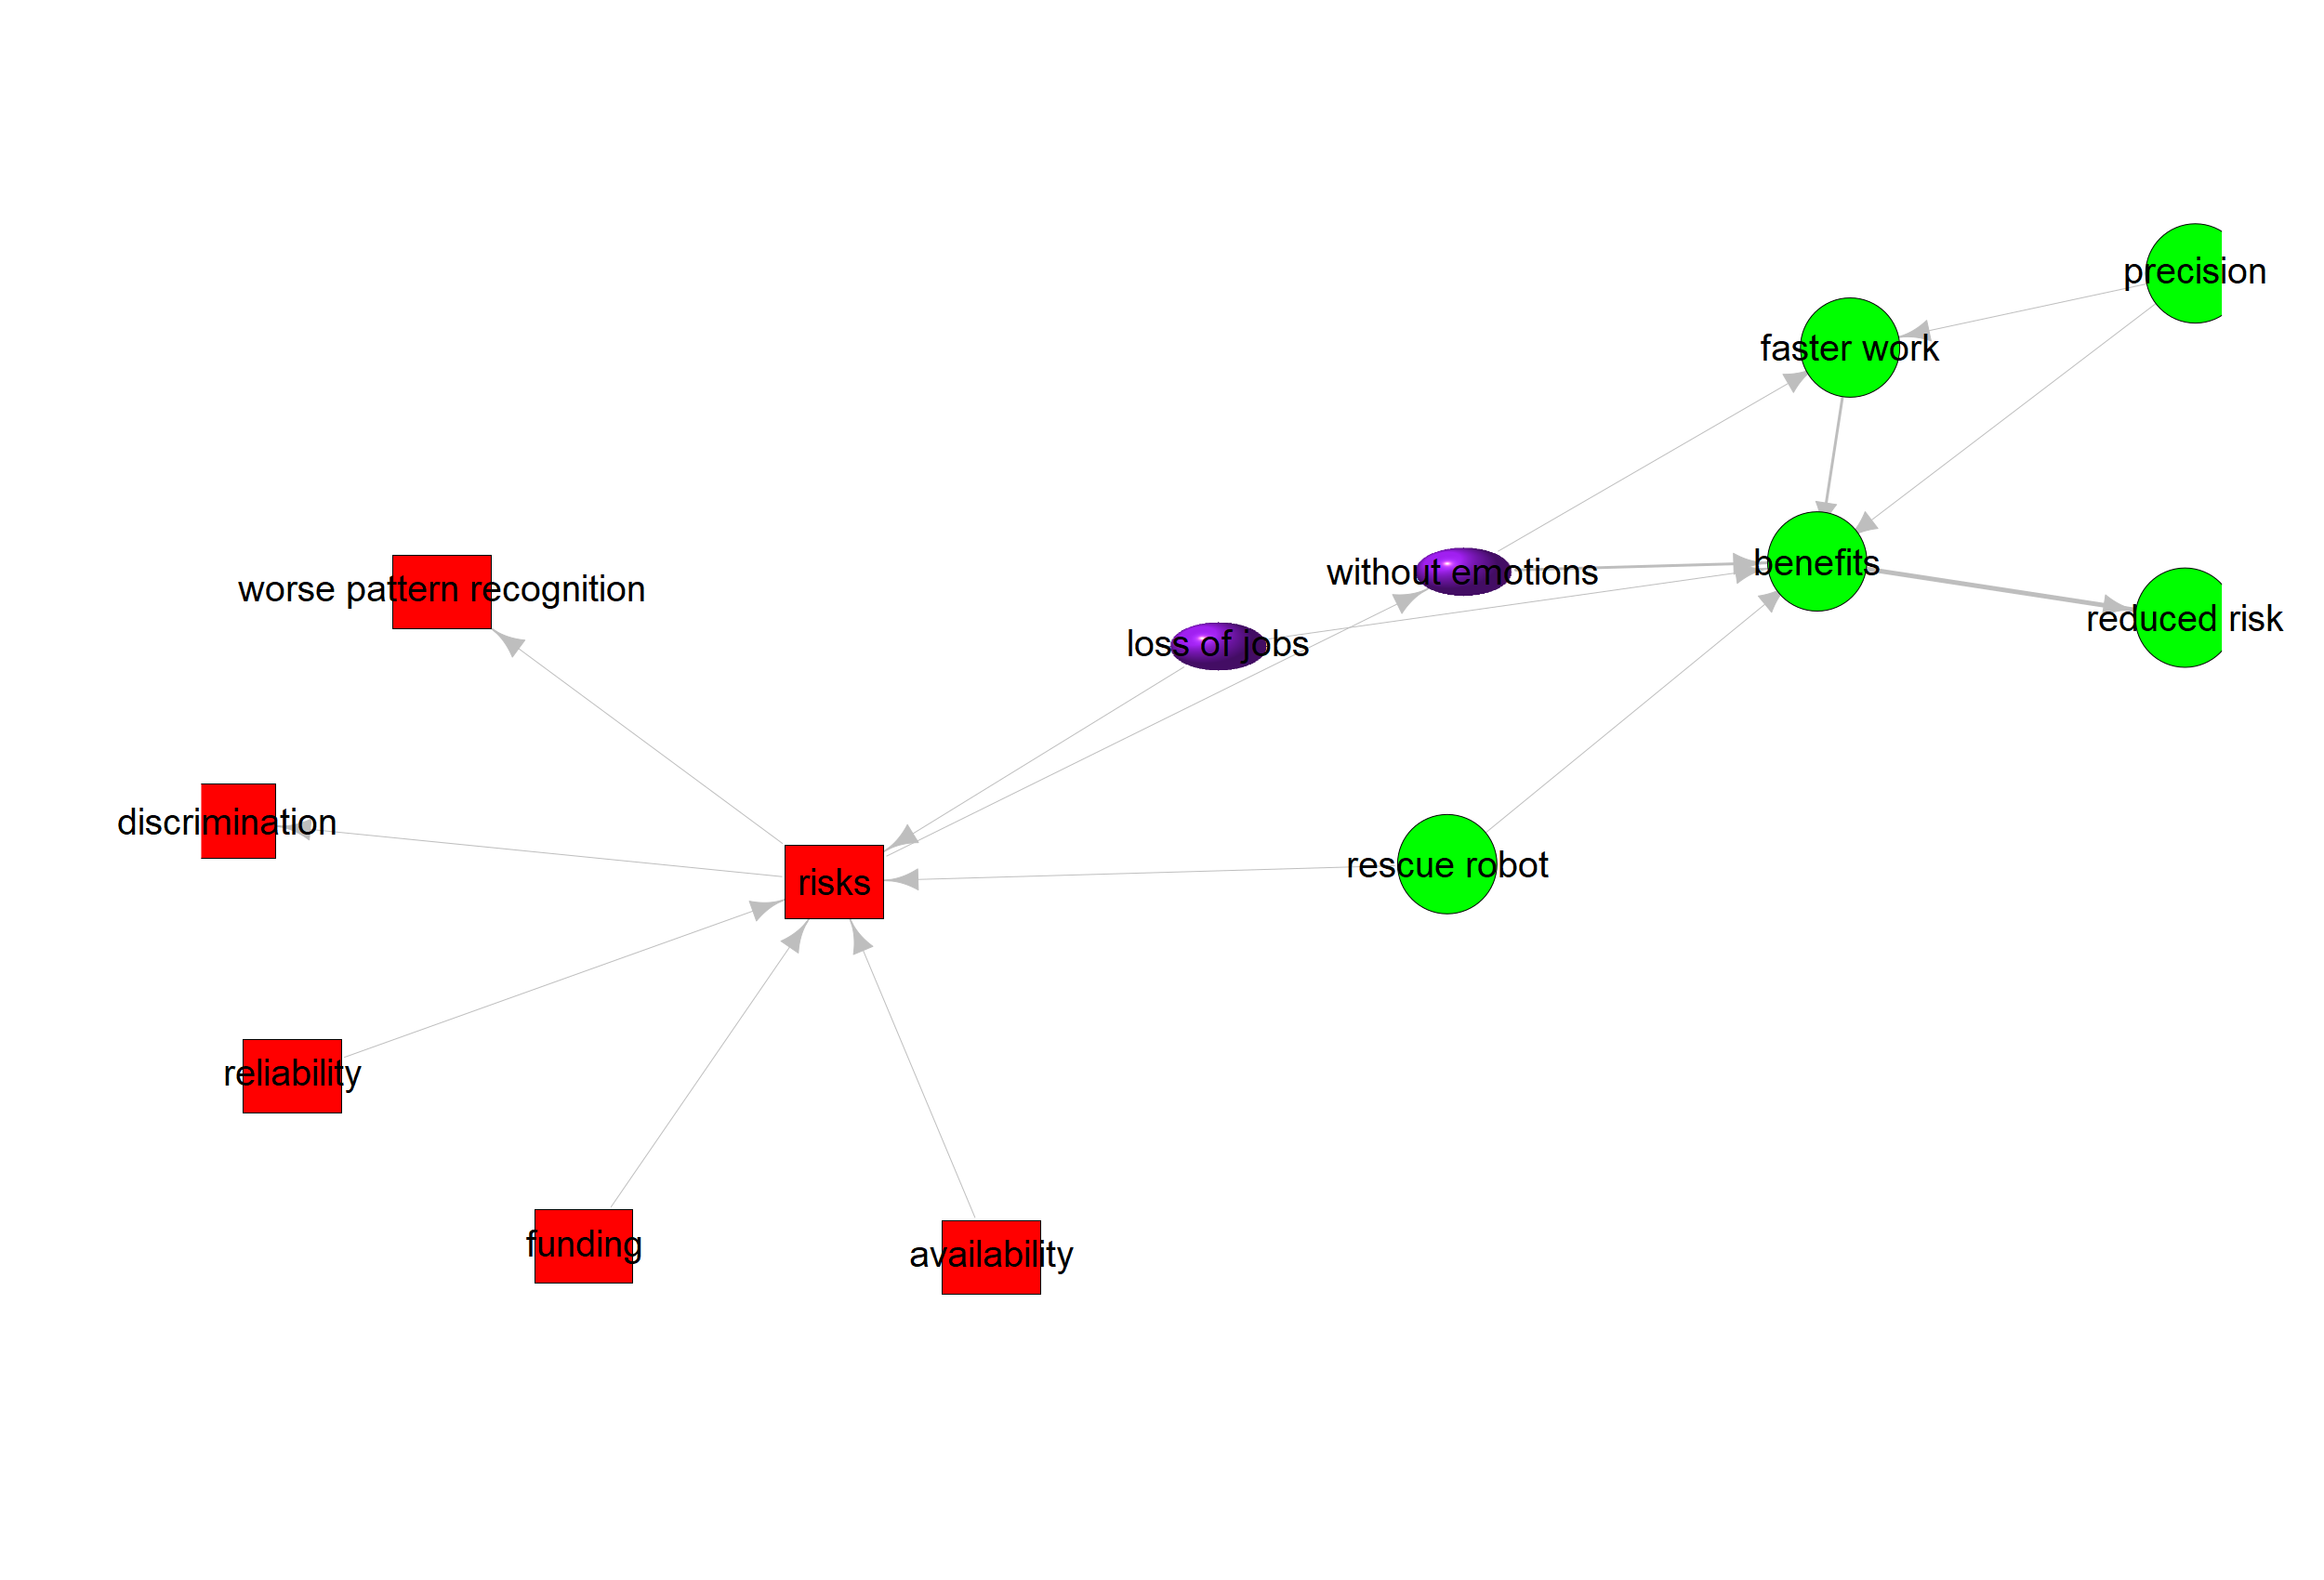 precision
faster work
benefits
without emotions
worse pattern recognition
reduced risk
loss of jobs
discrimination
rescue robot
risks
reliability
funding
availability